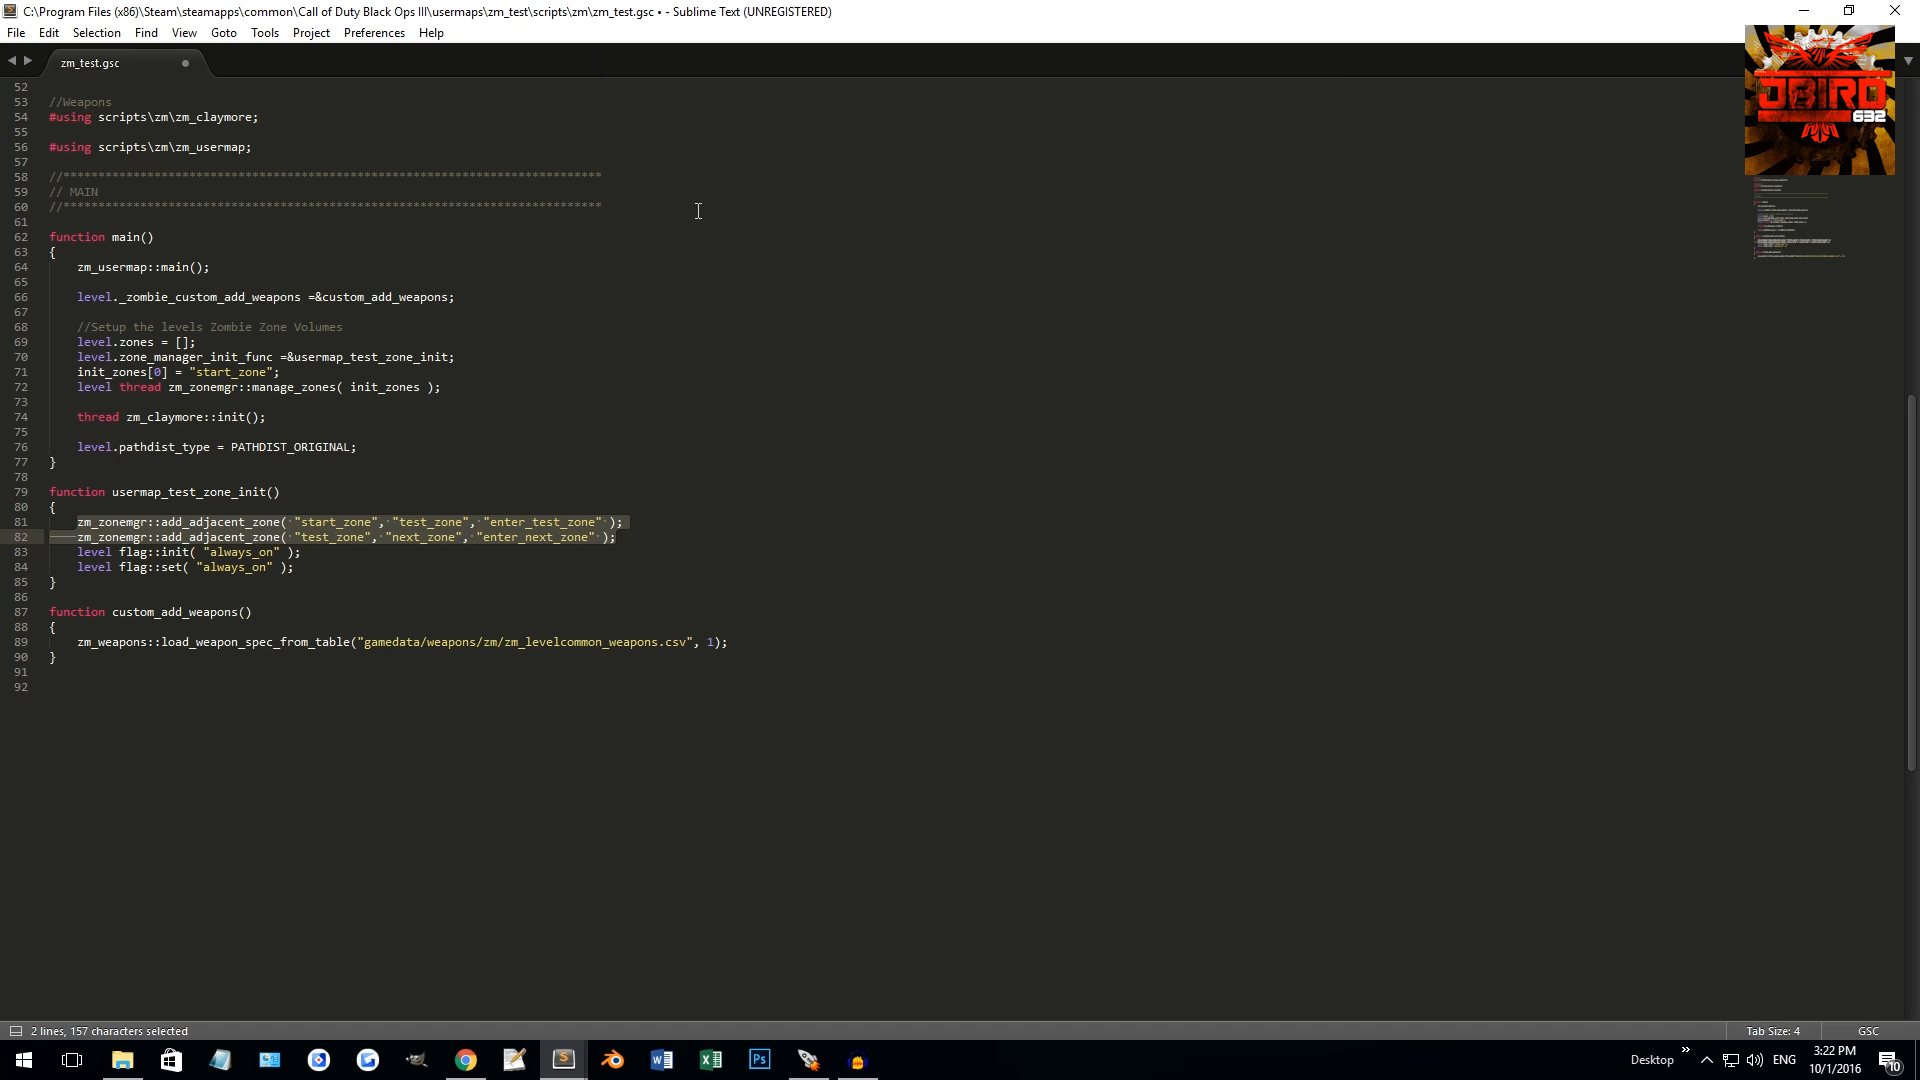 C:\Program Files (x86)\Steam\steamapps\common\Call of Duty Black Ops III\usermaps\zm_test\scripts\zm\zm_test.gsc • - Sublime Text (UNREGISTERED)
File Edit Selection Find View Goto Tools Project Preferences Help
zm_test.gsc
52
53 //Weapons
54 #using scripts\zm\zm_claymore;
55
56 #using scripts\zm\zm_usermap;
57
58 //*****************************************************************************
59 // MAIN
60 //*****************************************************************************
61
62 function main()
63 {
64 zm_usermap::main();
65
66 level._zombie_custom_add_weapons =&custom_add_weapons;
67
68 //Setup the levels Zombie Zone Volumes
69 level.zones = [];
70 level.zone_manager_init_func =&usermap_test_zone_init;
71 init_zones[0] = "start_zone";
72 level thread zm_zonemgr::manage_zones( init_zones );
73
74 thread zm_claymore::init();
75
76 level.pathdist_type = PATHDIST_ORIGINAL;
77 }
78
79 function usermap_test_zone_init()
80 {
81 zm_zonemgr::add_adjacent_zone( "start_zone", "test_zone", "enter_test_zone" );
82 zm_zonemgr::add_adjacent_zone( "test_zone", "next_zone", "enter_next_zone" );
83 level flag::init( "always_on" );
84 level flag::set( "always_on" );
85 }
86
87 function custom_add_weapons()
88 {
89 zm_weapons::load_weapon_spec_from_table("gamedata/weapons/zm/zm_levelcommon_weapons.csv", 1);
90 }
91
92
JBIRD
632
2 lines, 157 characters selected
Tab Size: 4
GSC
Desktop
ENG
3:22 PM
10/1/2016
10